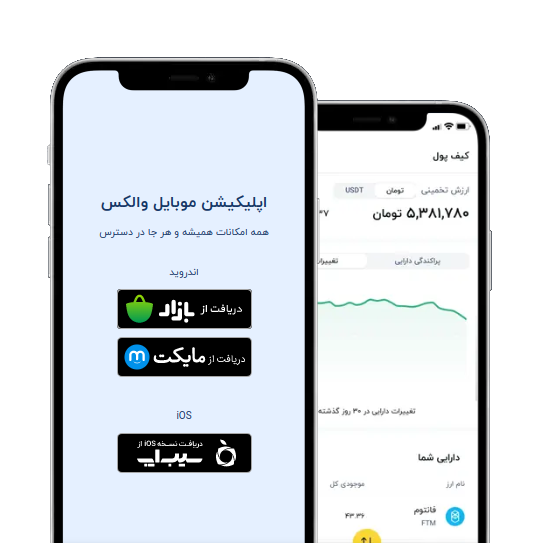 اپلیکیشن موبایل والکس
همه امکانات همیشه و هر جا در دسترس
اندروید
دریافت از بازار
دریافت از مایکت
iOS
دریافت نسخه iOS از
سیب‌اپ
کیف پول
ارزش تخمینی تومان USDT
۵,۳۸۱,۷۸۰ تومان
پراکندگی دارایی
تغییرات دارایی در ۳۰ روز گذشته
دارایی شما
نام ارز موجودی کل
فانتوم ۴۳.۳۶
FTM